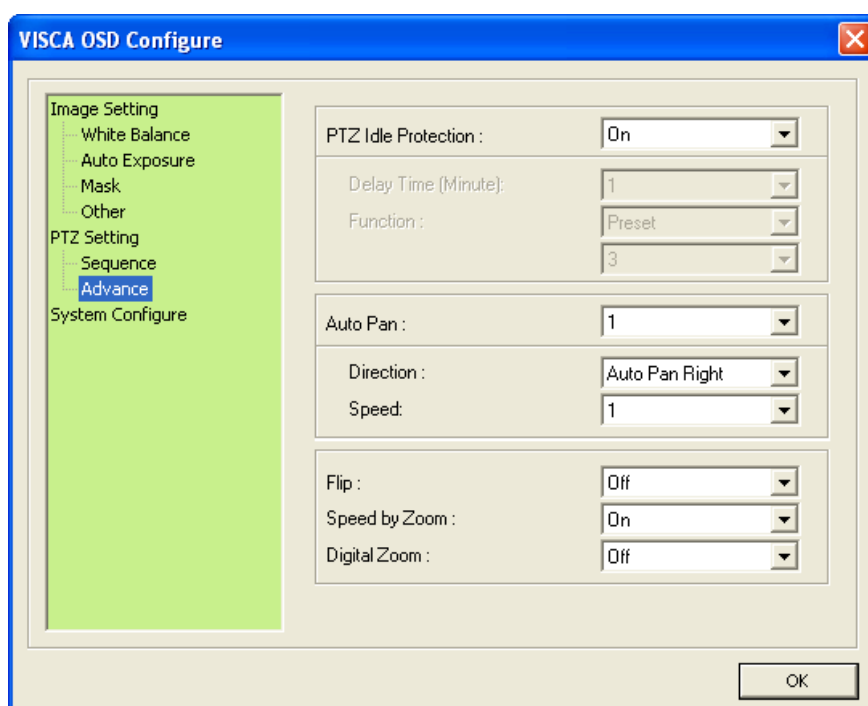 VISCA OSD Configure
Image Setting
White Balance
Auto Exposure
Mask
Other
PTZ Setting
Sequence
Advance
System Configure
PTZ Idle Protection : On
Delay Time (Minute): 1
Function : Preset
3
Auto Pan : 1
Direction : Auto Pan Right
Speed: 1
Flip : Off
Speed by Zoom : On
Digital Zoom : Off
OK